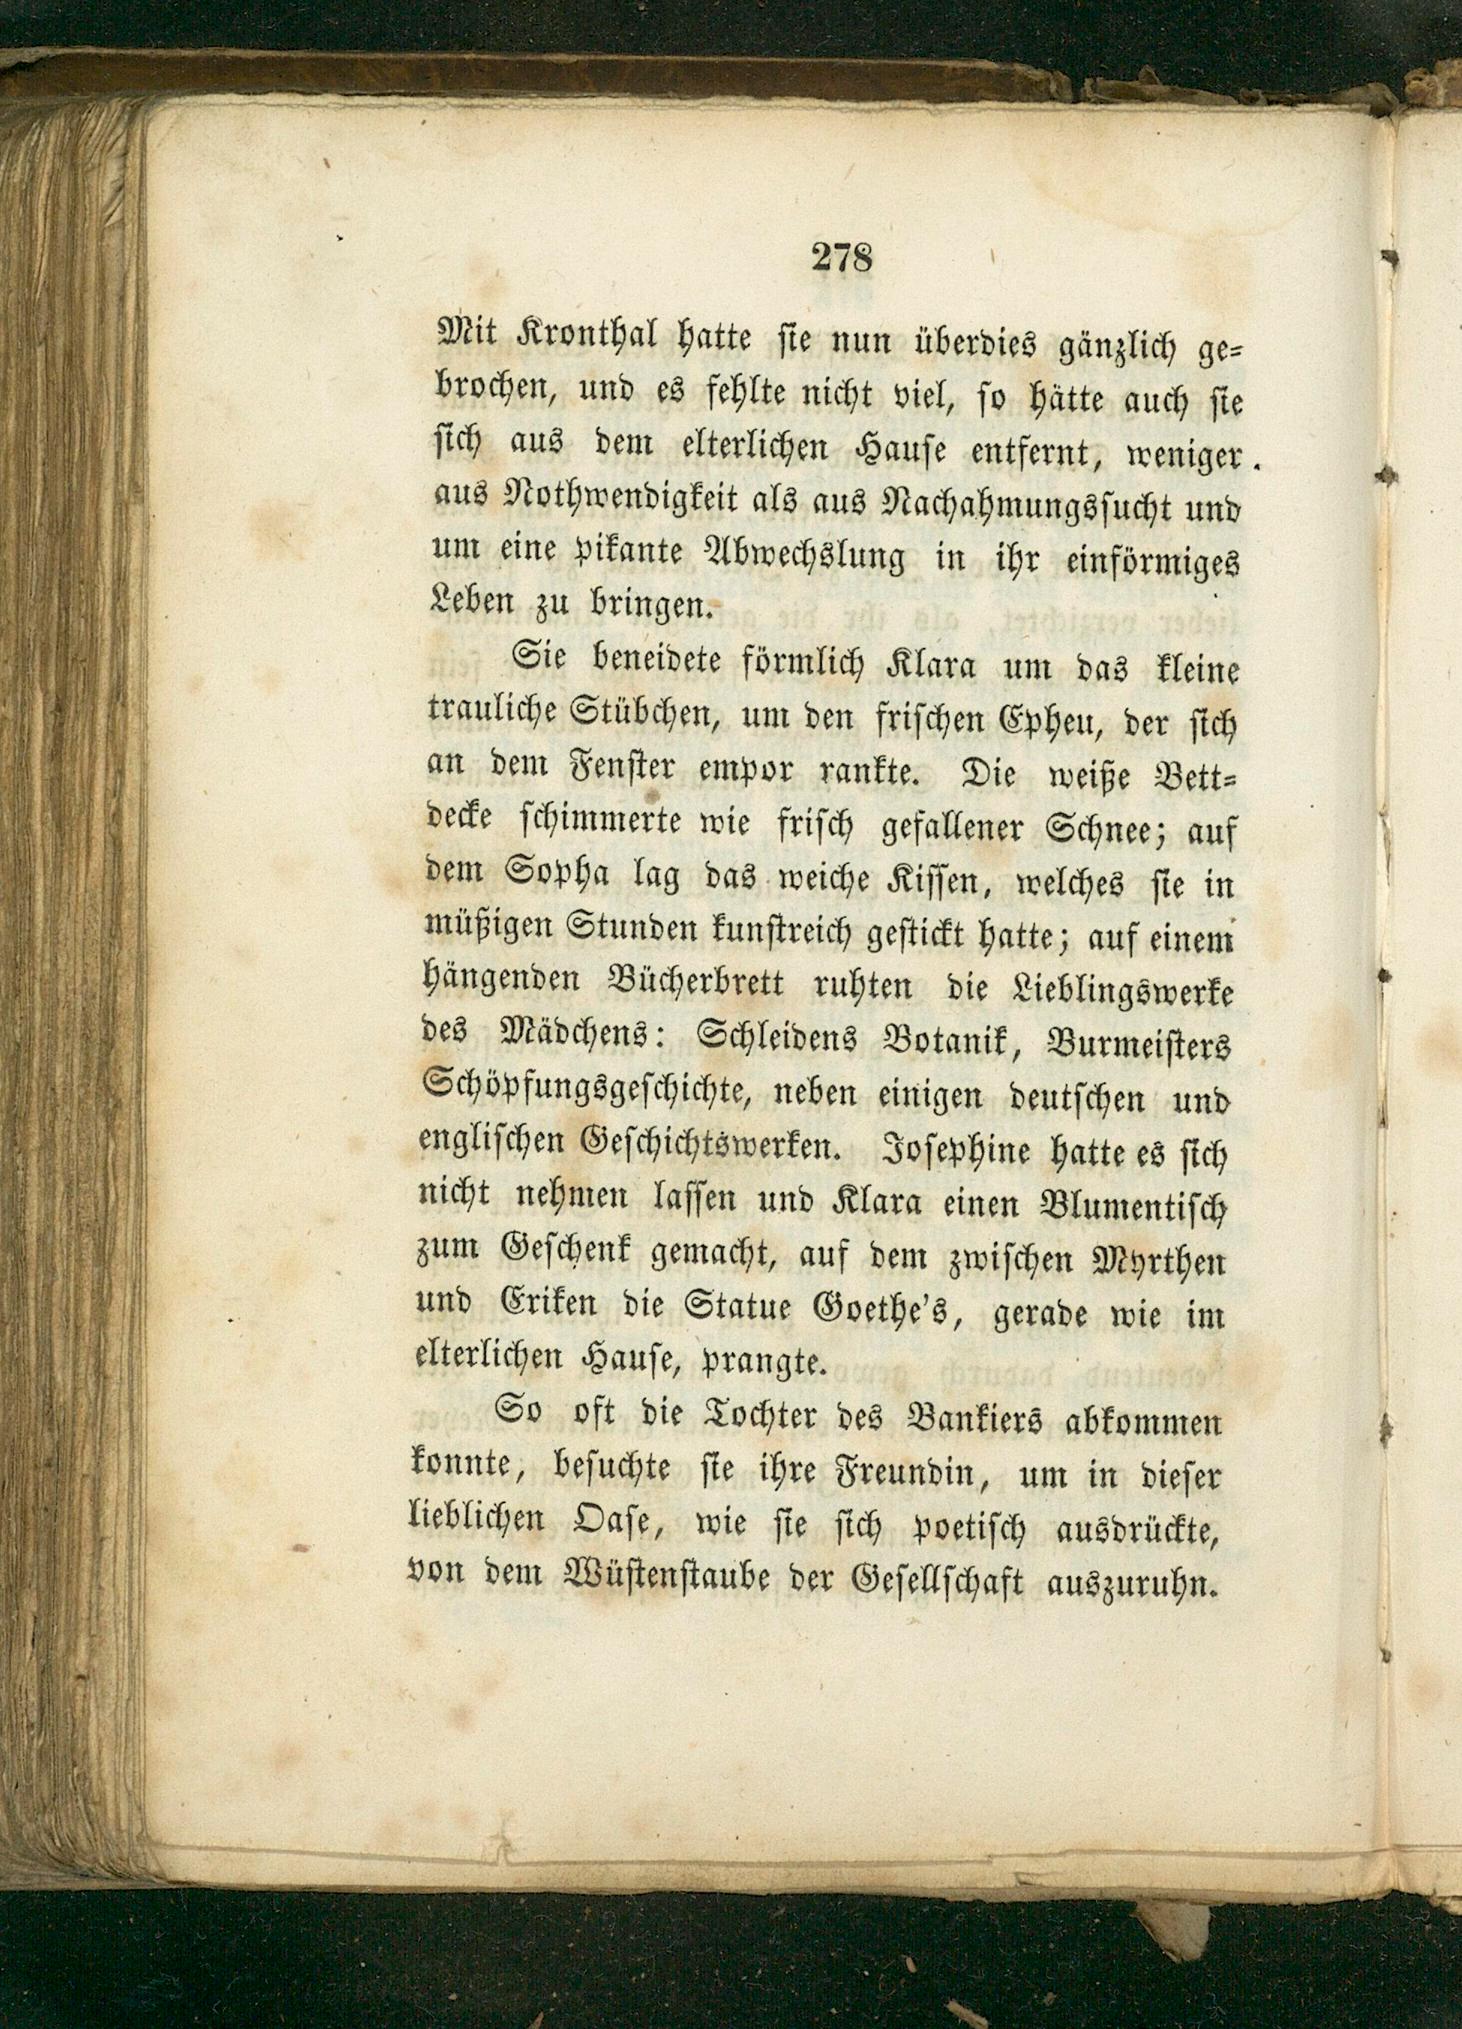 278
Mit Kronthal hatte sie nun überdies gänzlich ge-
brochen, und es fehlte nicht viel, so hätte auch sie
sich aus dem elterlichen Hause entfernt, weniger
aus Nothwendigkeit als aus Nachahmungssucht und
um eine pikante Abwechslung in ihr einförmiges
Leben zu bringen.
Sie beneidete förmlich Klara um das kleine
trauliche Stübchen, um den frischen Epheu, der sich
an dem Fenster empor rankte. Die weiße Bett-
decke schimmerte wie frisch gefallener Schnee; auf
dem Sopha lag das weiche Kissen, welches sie in
müßigen Stunden kunstreich gestickt hatte; auf einem
hängenden Bücherbrett ruhten die Lieblingswerke
des Mädchens: Schleidens Botanik, Burmeisters
Schöpfungsgeschichte, neben einigen deutschen und
englischen Geschichtswerken. Josephine hatte es sich
nicht nehmen lassen und Klara einen Blumentisch
zum Geschenk gemacht, auf dem zwischen Myrthen
und Eriken die Statue Goethe's, gerade wie im
elterlichen Hause, prangte.
So oft die Tochter des Bankiers abkommen
konnte, besuchte sie ihre Freundin, um in dieser
lieblichen Oase, wie sie sich poetisch ausdrückte,
von dem Wüstenstaube der Gesellschaft auszuruhn.